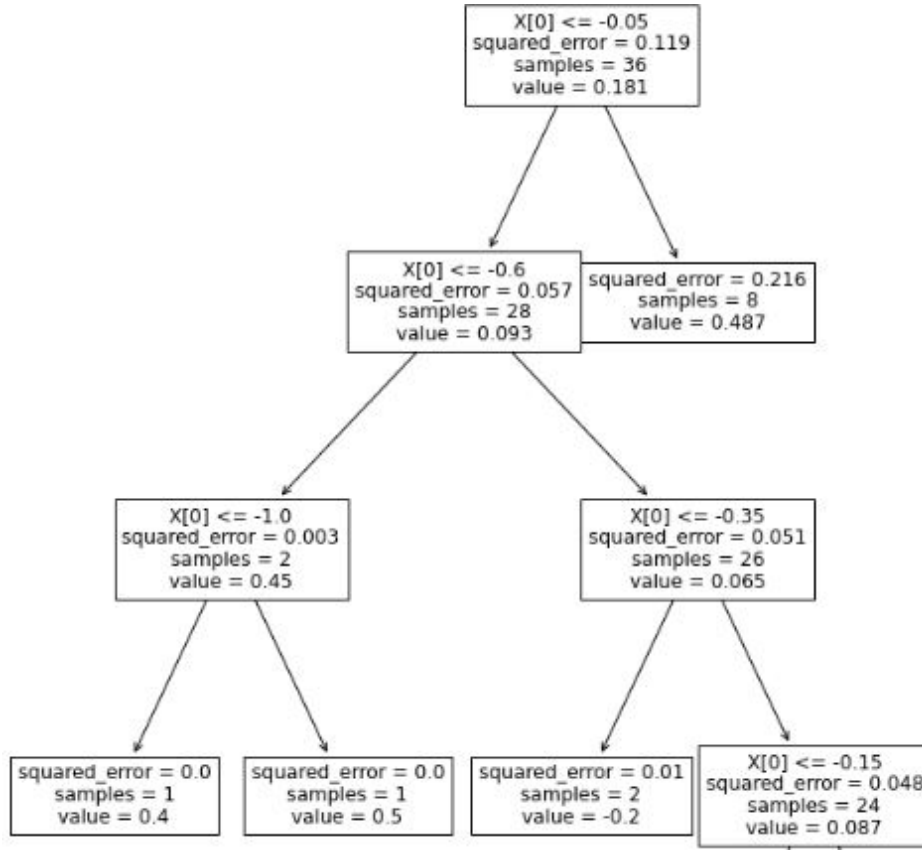 X[0] <= -0.05
squared_error = 0.119
samples = 36
value = 0.181
X[0] <= -0.6
squared_error = 0.057
samples = 28
value = 0.093
squared_error = 0.216
samples = 8
value = 0.487
X[0] <= -1.0
squared_error = 0.003
samples = 2
value = 0.45
X[0] <= -0.35
squared_error = 0.051
samples = 26
value = 0.065
squared_error = 0.0
samples = 1
value = 0.4
squared_error = 0.0
samples = 1
value = 0.5
squared_error = 0.01
samples = 2
value = -0.2
X[0] <= -0.15
squared_error = 0.048
samples = 24
value = 0.087